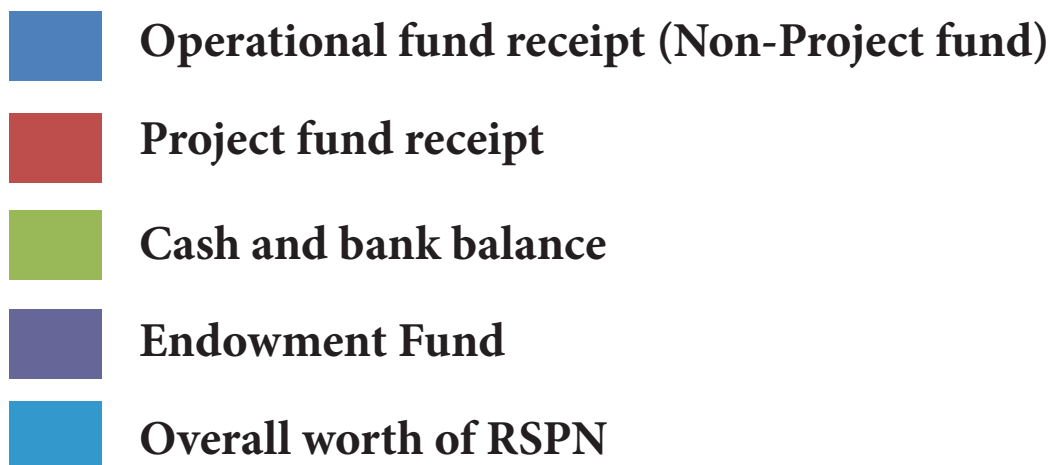 Operational fund receipt (Non-Project fund)
Project fund receipt
Cash and bank balance
Endowment Fund
Overall worth of RSPN